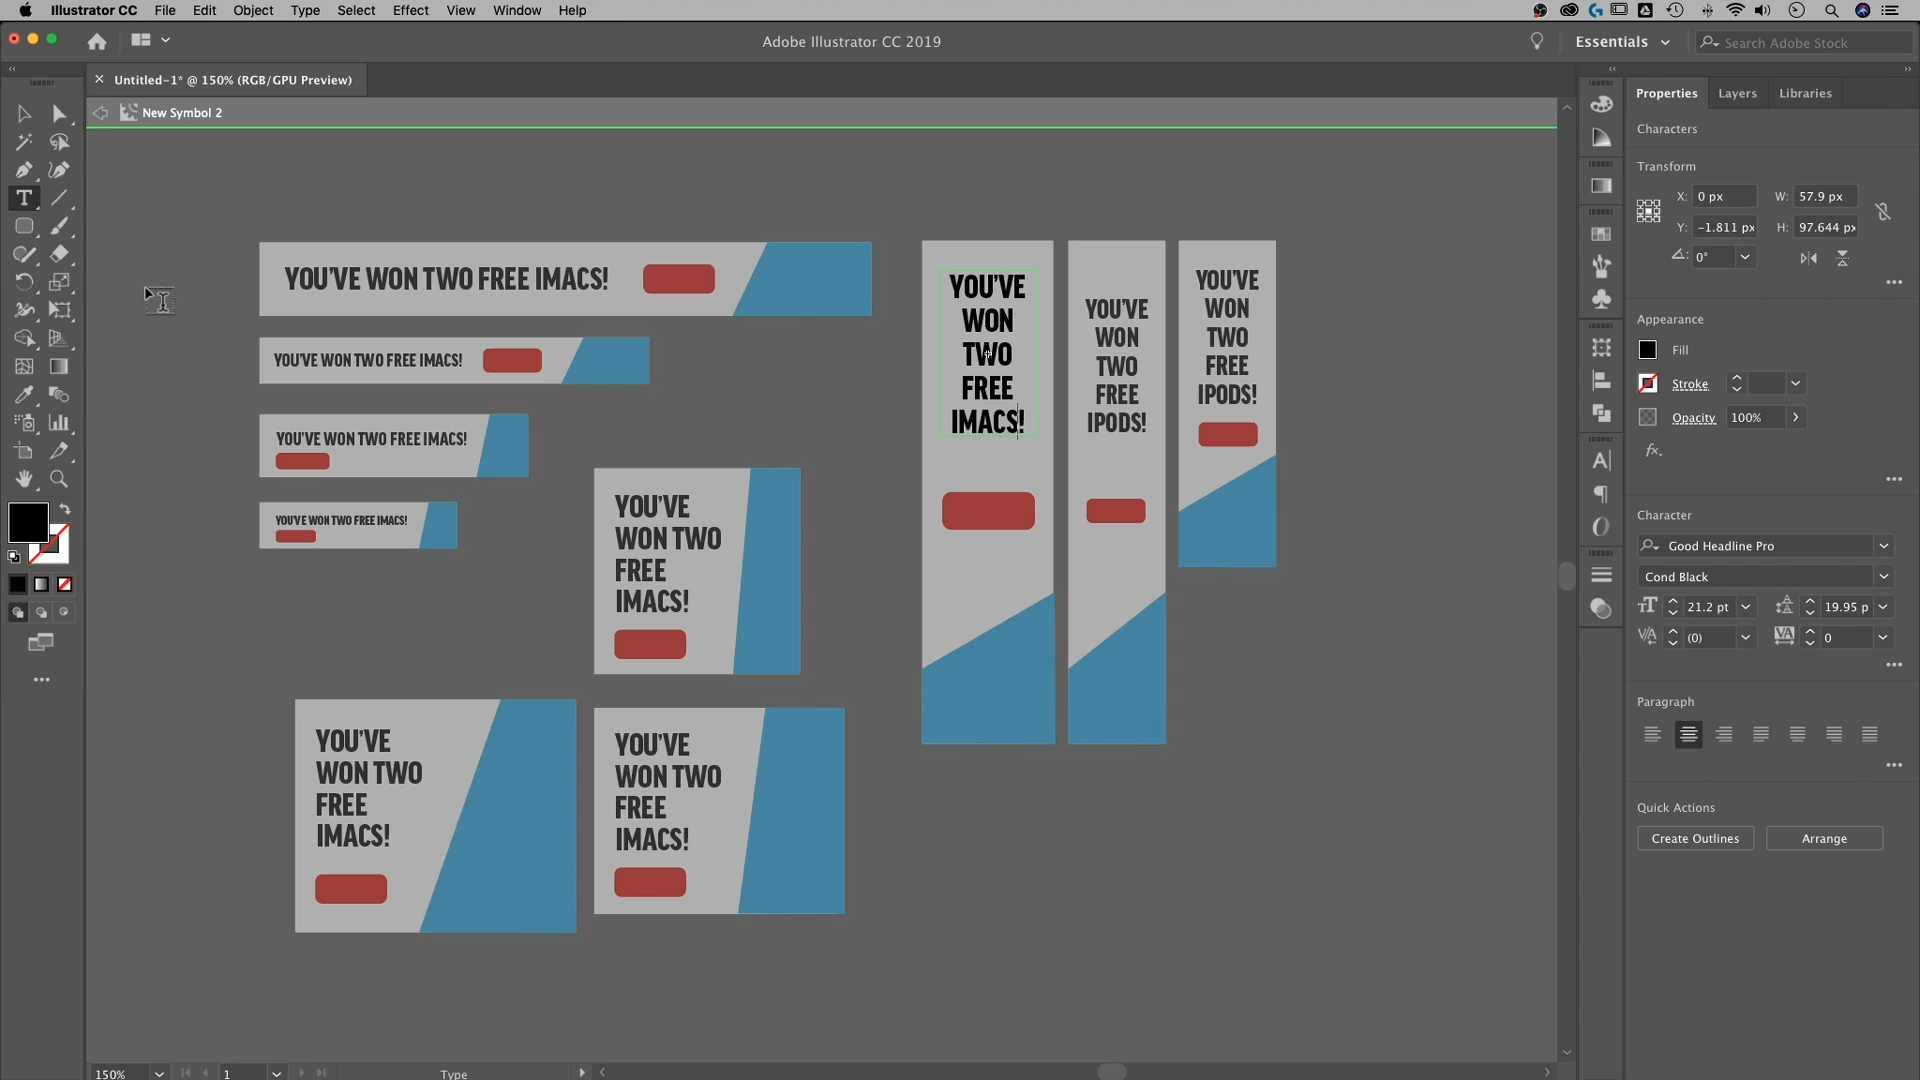 Illustrator CC File Edit Object Type Select Effect View Window Help
Adobe Illustrator CC 2019
Essentials
Search Adobe Stock
Untitled-1* @ 150% (RGB/GPU Preview)
New Symbol 2
YOU'VE WON TWO FREE IMACS!
YOU'VE WON TWO FREE IMACS!
YOU'VE WON TWO FREE IMACS!
YOU'VE WON TWO FREE IMACS!
YOU'VE
WON TWO
FREE
IMACS!
YOU'VE
WON TWO
FREE
IMACS!
YOU'VE
WON TWO
FREE
IMACS!
YOU'VE
WON
TWO
FREE
IMACS!
YOU'VE
WON
TWO
FREE
IPODS!
YOU'VE
WON
TWO
FREE
IPODS!
Properties Layers Libraries
Characters
Transform
X: 0 px W: 57.9 px
Y: -1.811 px H: 97.644 px
0°
Appearance
Fill
Stroke
Opacity 100%
fx.
Character
Good Headline Pro
Cond Black
21.2 pt 19.95 p
(0) 0
Paragraph
Quick Actions
Create Outlines Arrange
150% 1 Type